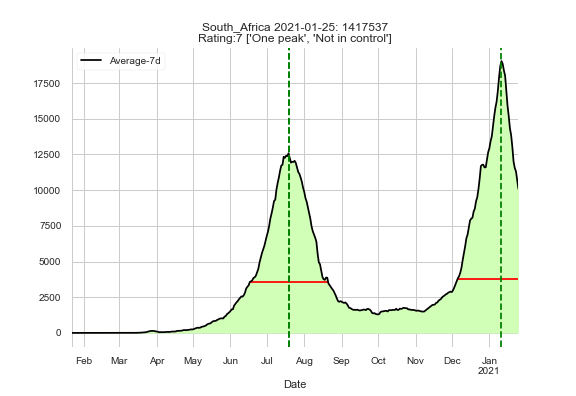 South_Africa 2021-01-25: 1417537
Rating:7 ['One peak', 'Not in control']
Average-7d
17500
15000
12500
10000
7500
5000
2500
0
Feb Mar Apr May Jun Jul Aug Sep Oct Nov Dec Jan
2021
Date